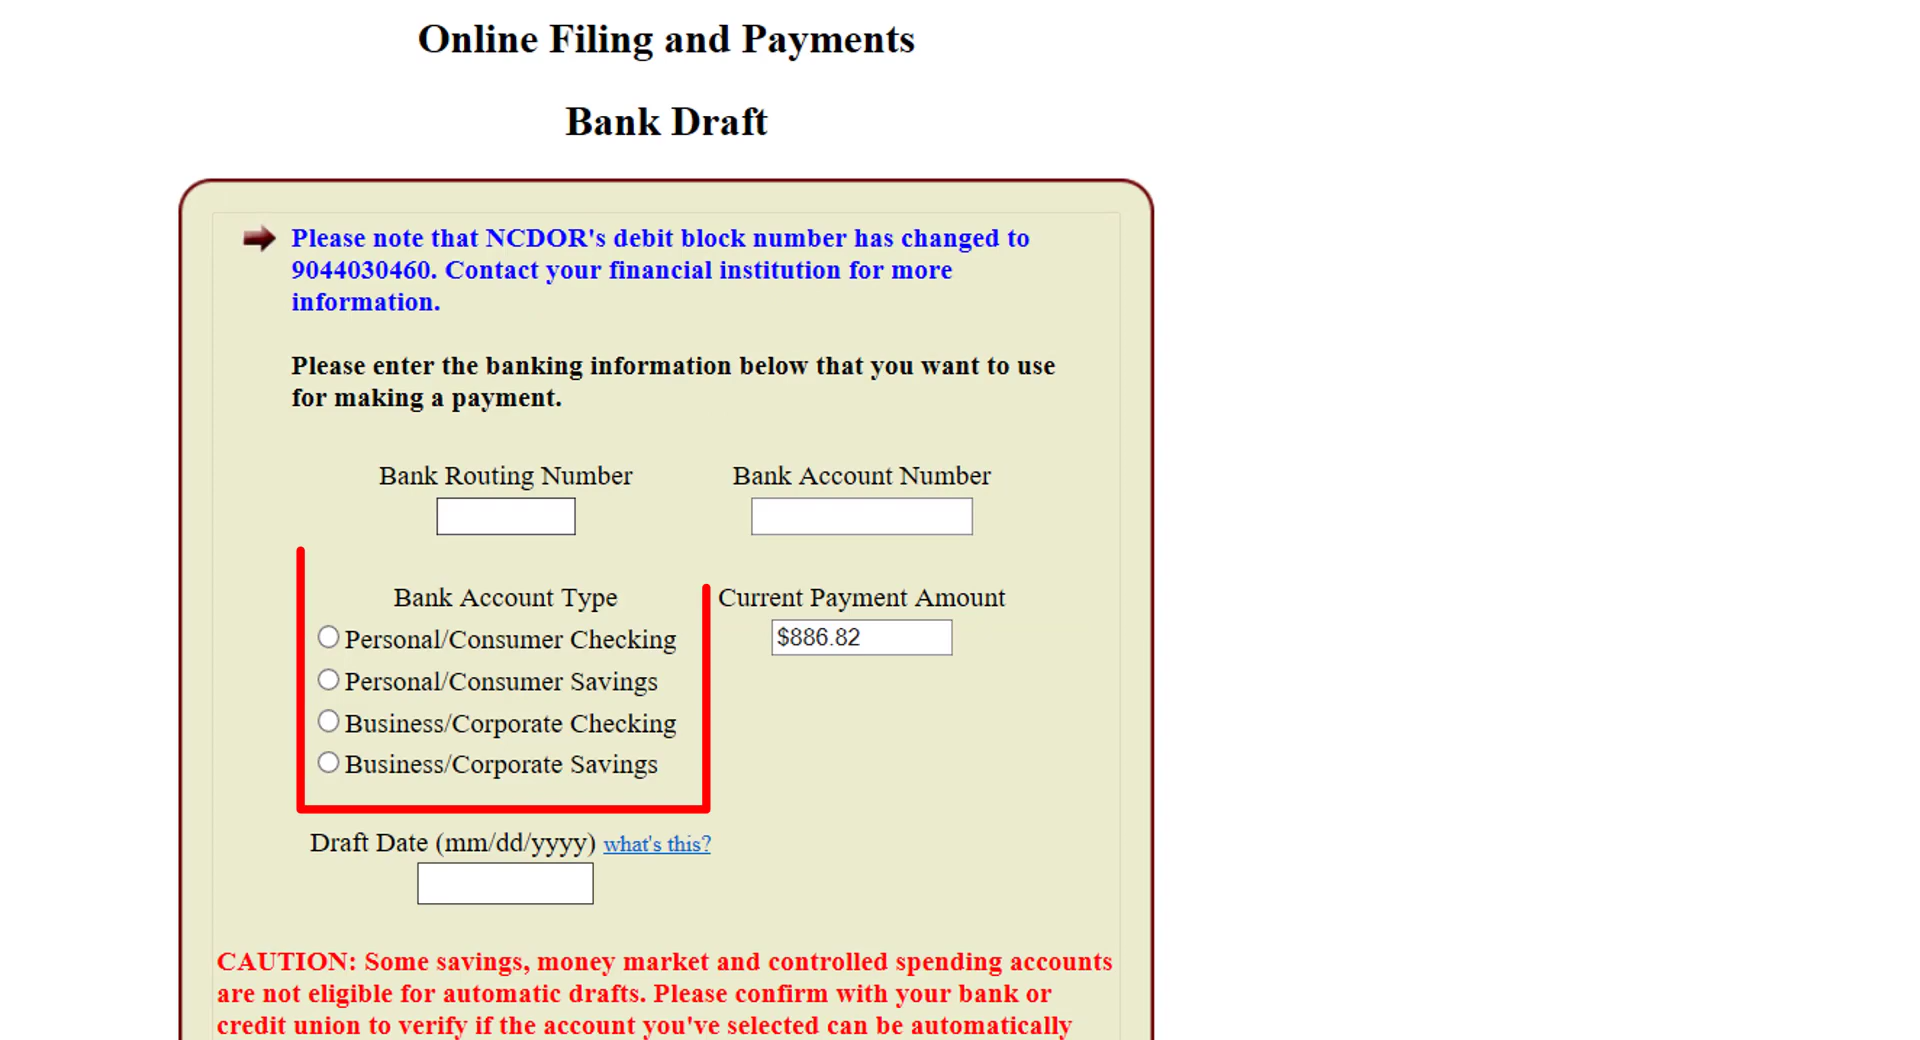 Online Filing and Payments
Bank Draft
Please note that NCDOR's debit block number has changed to
9044030460. Contact your financial institution for more
information.
Please enter the banking information below that you want to use
for making a payment.
Bank Routing Number
Bank Account Number
Bank Account Type
Current Payment Amount
Personal/Consumer Checking
$886.82
Personal/Consumer Savings
Business/Corporate Checking
Business/Corporate Savings
Draft Date (mm/dd/yyyy) what's this?
CAUTION: Some savings, money market and controlled spending accounts
are not eligible for automatic drafts. Please confirm with your bank or
credit union to verify if the account you've selected can be automatically